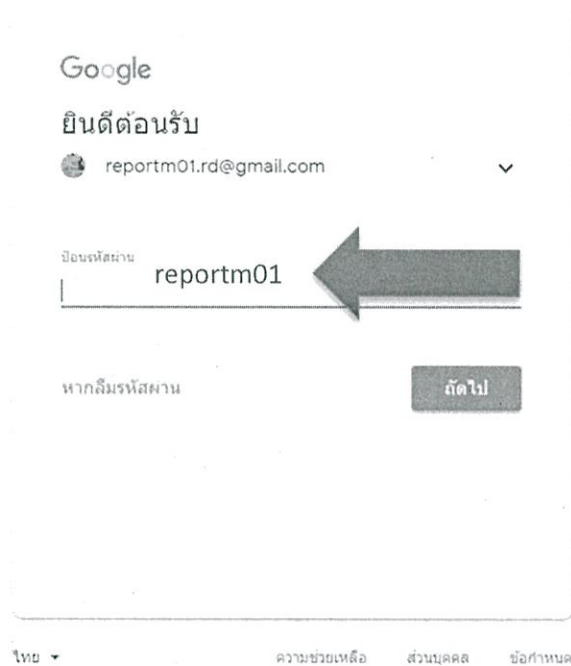 Google
ยินดีต้อนรับ
reportm01.rd@gmail.com
ป้อนรหัสผ่าน
reportm01
หากลืมรหัสผ่าน
ถัดไป
ไทย ความช่วยเหลือ ส่วนบุคคล ข้อกำหนด